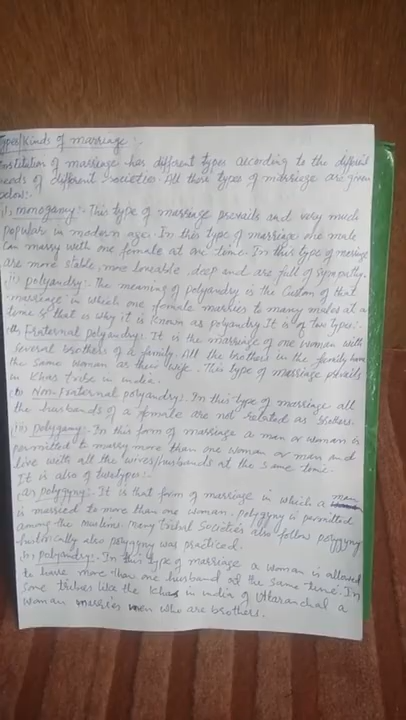 Types/Kinds of marriage :-
Institution of marriage has different types according to the different
needs of different societies. All these types of marriage are given
below:-
(i) monogamy:- This type of marriage prevails and very much
popular in modern age. In this type of marriage one male
can marry with one female at one time. In this type of marriage
are more stable, more loveable, deep and are full of sympathy.
(ii) polyandry:- The meaning of polyandry is the custom of that
marriage in which one female marries to many males at a
time so that is why it is known as polyandry. It is of two types:-
(a) Fraternal polyandry:- It is the marriage of one woman with
several brothers of a family. All the brothers in the family have
the same woman as their wife. This type of marriage prevails
in Khas tribe in india.
(b) Non-Fraternal polyandry:- In this type of marriage all
the husbands of a female are not related as brothers.
(iii) polygamy:- In this form of marriage a man or woman is
permitted to marry more than one woman or man and
live with all the wives/husbands at the same time.
It is also of twotypes:-
(a) polygyny:- It is that form of marriage in which a man
is married to more than one woman. polygyny is permitted
among the muslims. many tribal societies also follow polygyny
historically also polygyny was practiced.
(b) polyandry:- In this type of marriage a woman is allowed
to have more than one husband at the same time. In
some tribes like the Khas in india of Uttaranchal a
woman marries men who are brothers.